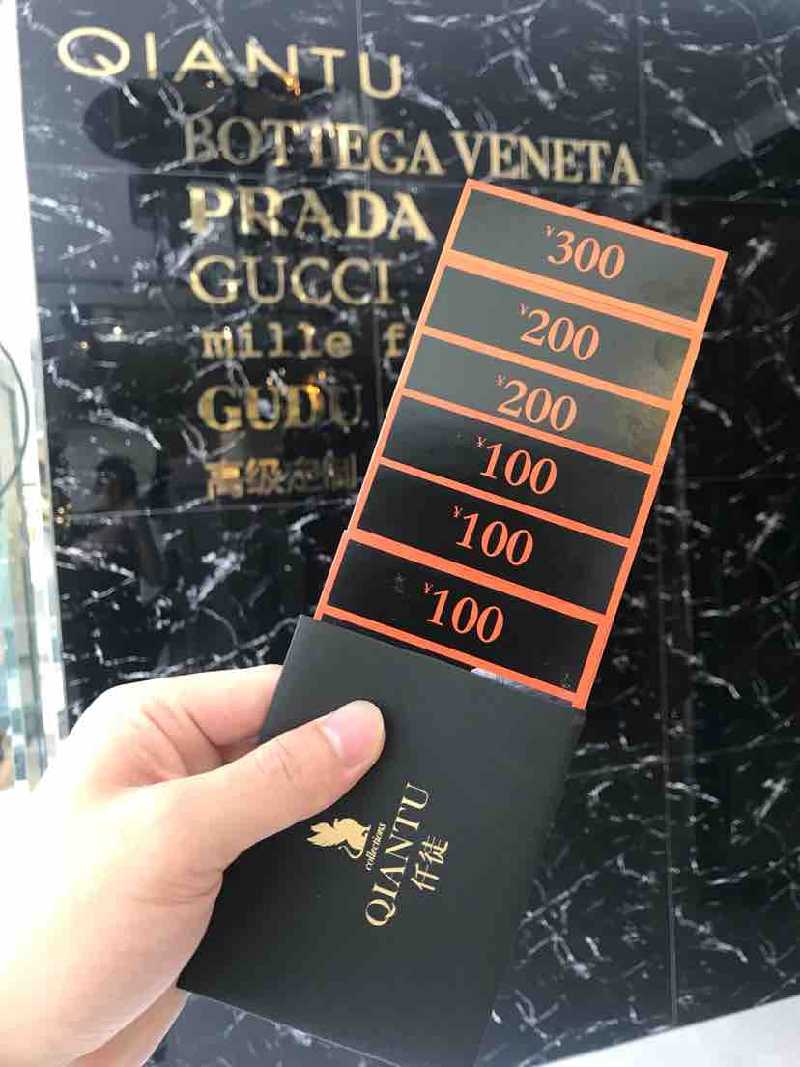 QIANTU
BOTTEGA VENETA
PRADA
GUCCI
mille f
GUDU
高级定制
¥300
¥200
¥200
¥100
¥100
¥100
collections
QIANTU
仟徒